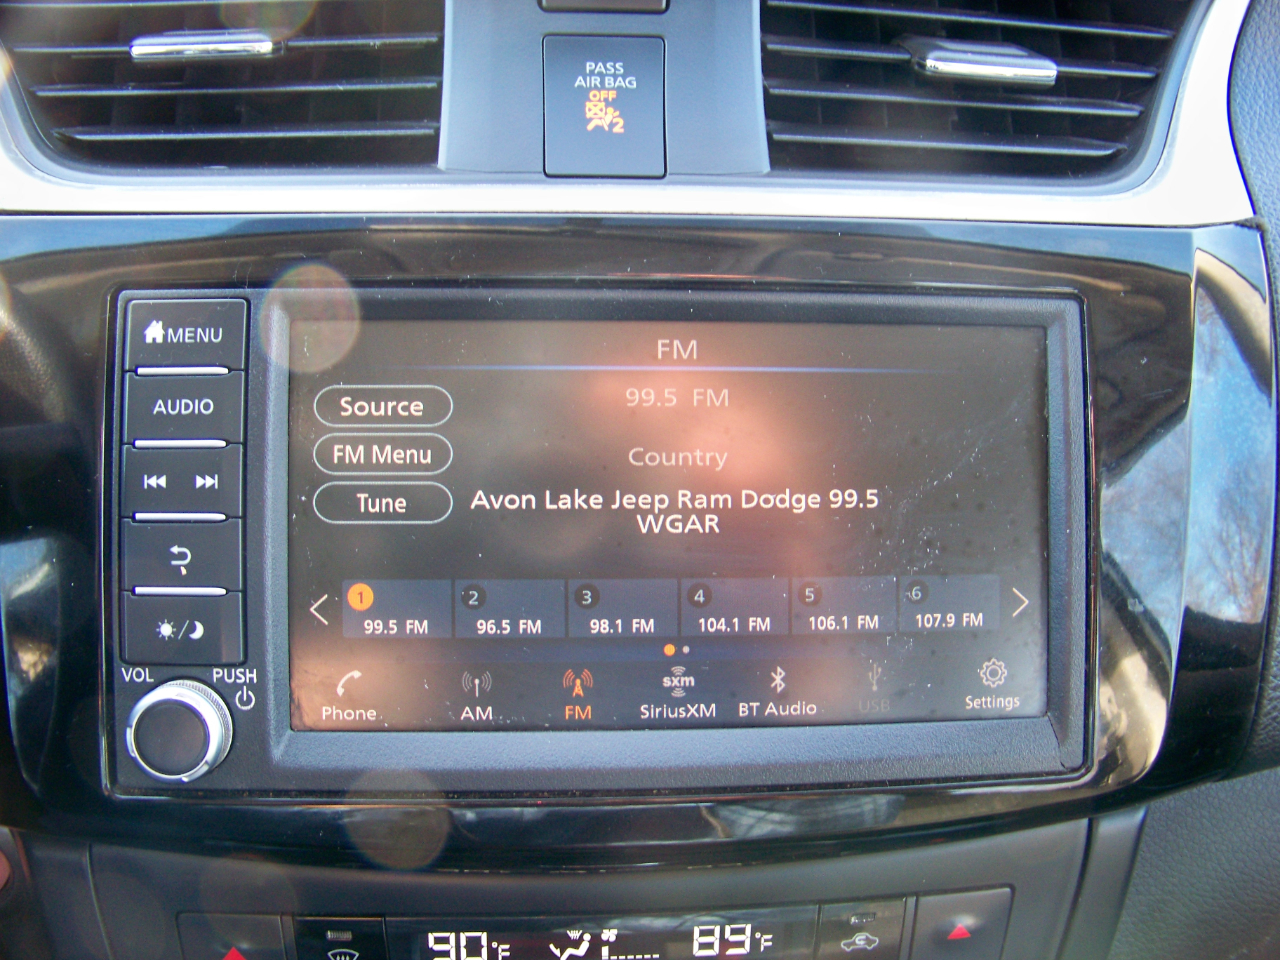 PASS
AIR BAG
OFF
2
MENU
AUDIO
VOL
PUSH
FM
99.5 FM
Source
FM Menu
Country
Tune
Avon Lake Jeep Ram Dodge 99.5
WGAR
1 2 3 4 5 6
99.5 FM 96.5 FM 98.1 FM 104.1 FM 106.1 FM 107.9 FM
sxm
Phone AM FM SiriusXM BT Audio USB Settings
90°F 89°F